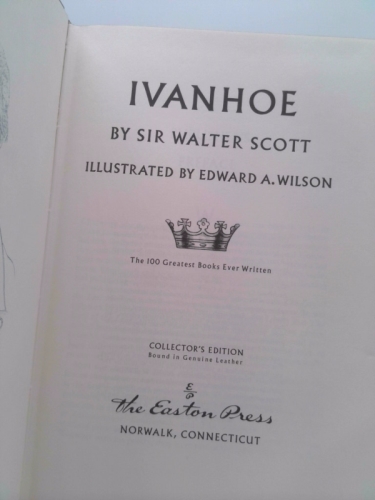 IVANHOE
BY SIR WALTER SCOTT
ILLUSTRATED BY EDWARD A. WILSON
The 100 Greatest Books Ever Written
COLLECTOR'S EDITION
Bound in Genuine Leather
E
P
The Easton Press
NORWALK, CONNECTICUT